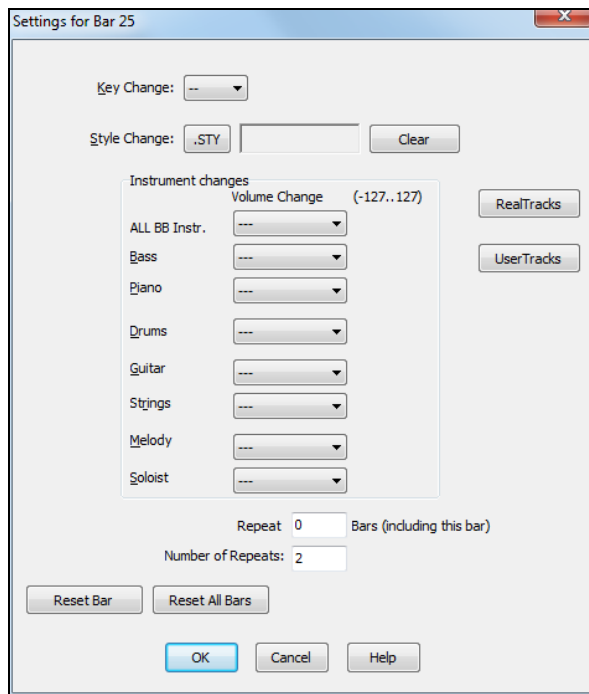 Settings for Bar 25
x
Key Change: --
Style Change: .STY Clear
Instrument changes
Volume Change (-127..127)
RealTracks
ALL BB Instr. ---
Bass ---
UserTracks
Piano ---
Drums ---
Guitar ---
Strings ---
Melody ---
Soloist ---
Repeat 0 Bars (including this bar)
Number of Repeats: 2
Reset Bar Reset All Bars
OK Cancel Help